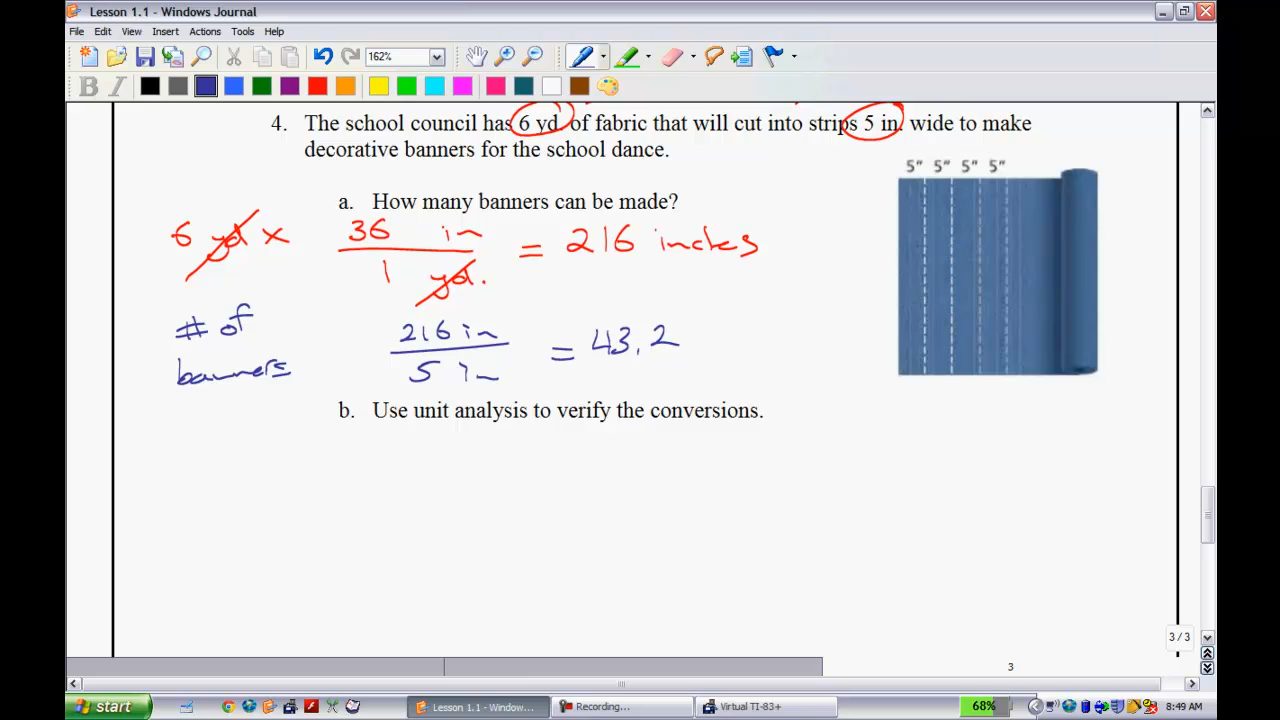 Lesson 1.1 - Windows Journal
File Edit View Insert Actions Tools Help
162%
B I
4. The school council has 6 yd. of fabric that will cut into strips 5 in. wide to make
decorative banners for the school dance.
5" 5" 5" 5"
a. How many banners can be made?
6 yd x 36 in / 1 yd. = 216 inches
# of banners 216 in / 5 in = 43.2
b. Use unit analysis to verify the conversions.
3/3
3
start Lesson 1.1 - Window... Recording... Virtual TI-83+ 68% 8:49 AM